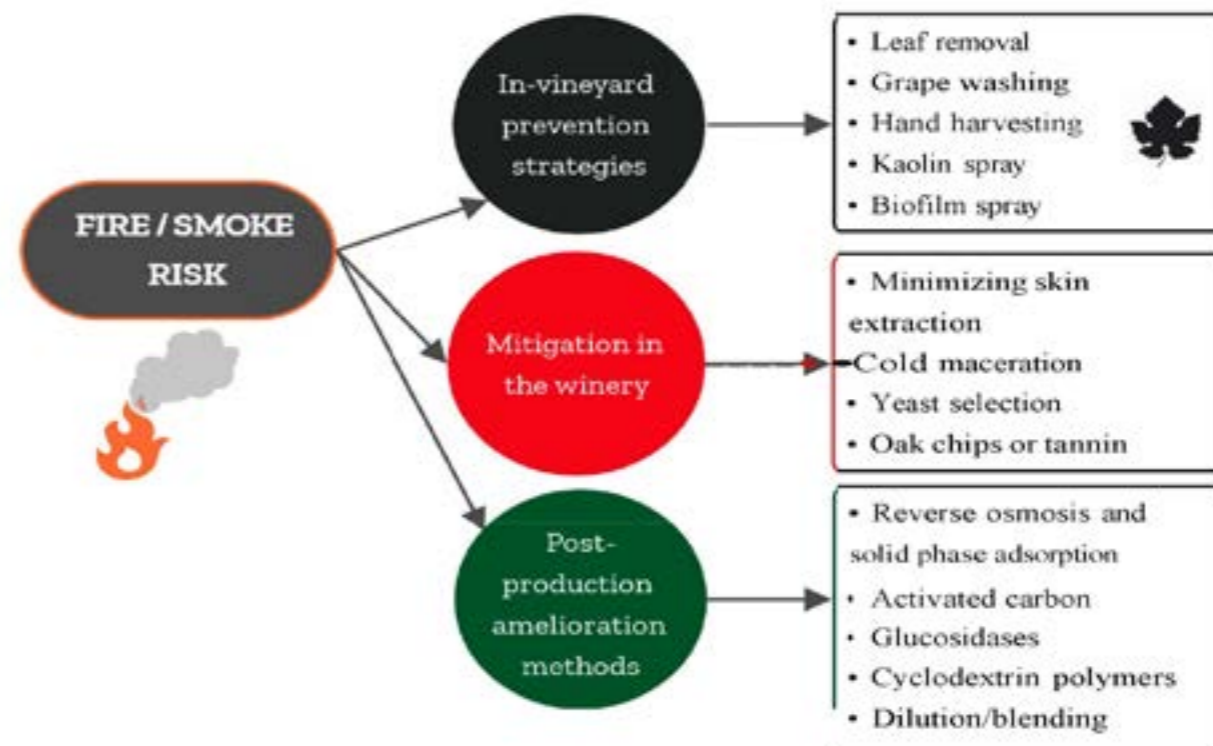 FIRE / SMOKE
RISK
In-vineyard
prevention
strategies
• Leaf removal
• Grape washing
• Hand harvesting
• Kaolin spray
• Biofilm spray
Mitigation in
the winery
• Minimizing skin
extraction
Cold maceration
• Yeast selection
• Oak chips or tannin
Post-
production
amelioration
methods
• Reverse osmosis and
solid phase adsorption
• Activated carbon
• Glucosidases
• Cyclodextrin polymers
• Dilution/blending